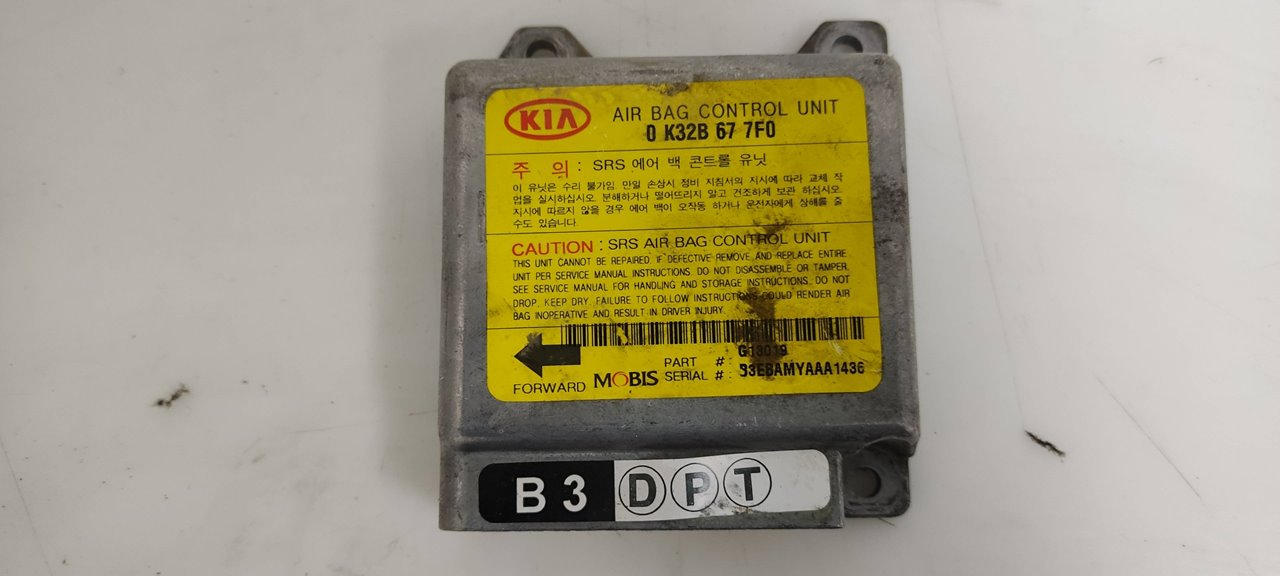 KIA
AIR BAG CONTROL UNIT
0 K32B 67 7F0
주 의 : SRS 에어 백 콘트롤 유닛
이 유닛은 수리 불가임. 만일 손상시 정비 지침서의 지시에 따라 교체 작
업을 실시하십시오. 분해하거나 떨어뜨리지 말고 건조하게 보관 하십시오.
지시에 따르지 않을 경우 에어 백이 오작동 하거나 운전자에게 상해를 줄
수도 있습니다.
CAUTION : SRS AIR BAG CONTROL UNIT
THIS UNIT CANNOT BE REPAIRED. IF DEFECTIVE REMOVE AND REPLACE ENTIRE
UNIT PER SERVICE MANUAL INSTRUCTIONS. DO NOT DISASSEMBLE OR TAMPER.
SEE SERVICE MANUAL FOR HANDLING AND STORAGE INSTRUCTIONS. DO NOT
DROP. KEEP DRY. FAILURE TO FOLLOW INSTRUCTIONS COULD RENDER AIR
BAG INOPERATIVE AND RESULT IN DRIVER INJURY.
PART # : G13019
FORWARD MOBIS SERIAL # : 33EBAMYAAA1436
B 3 D P T